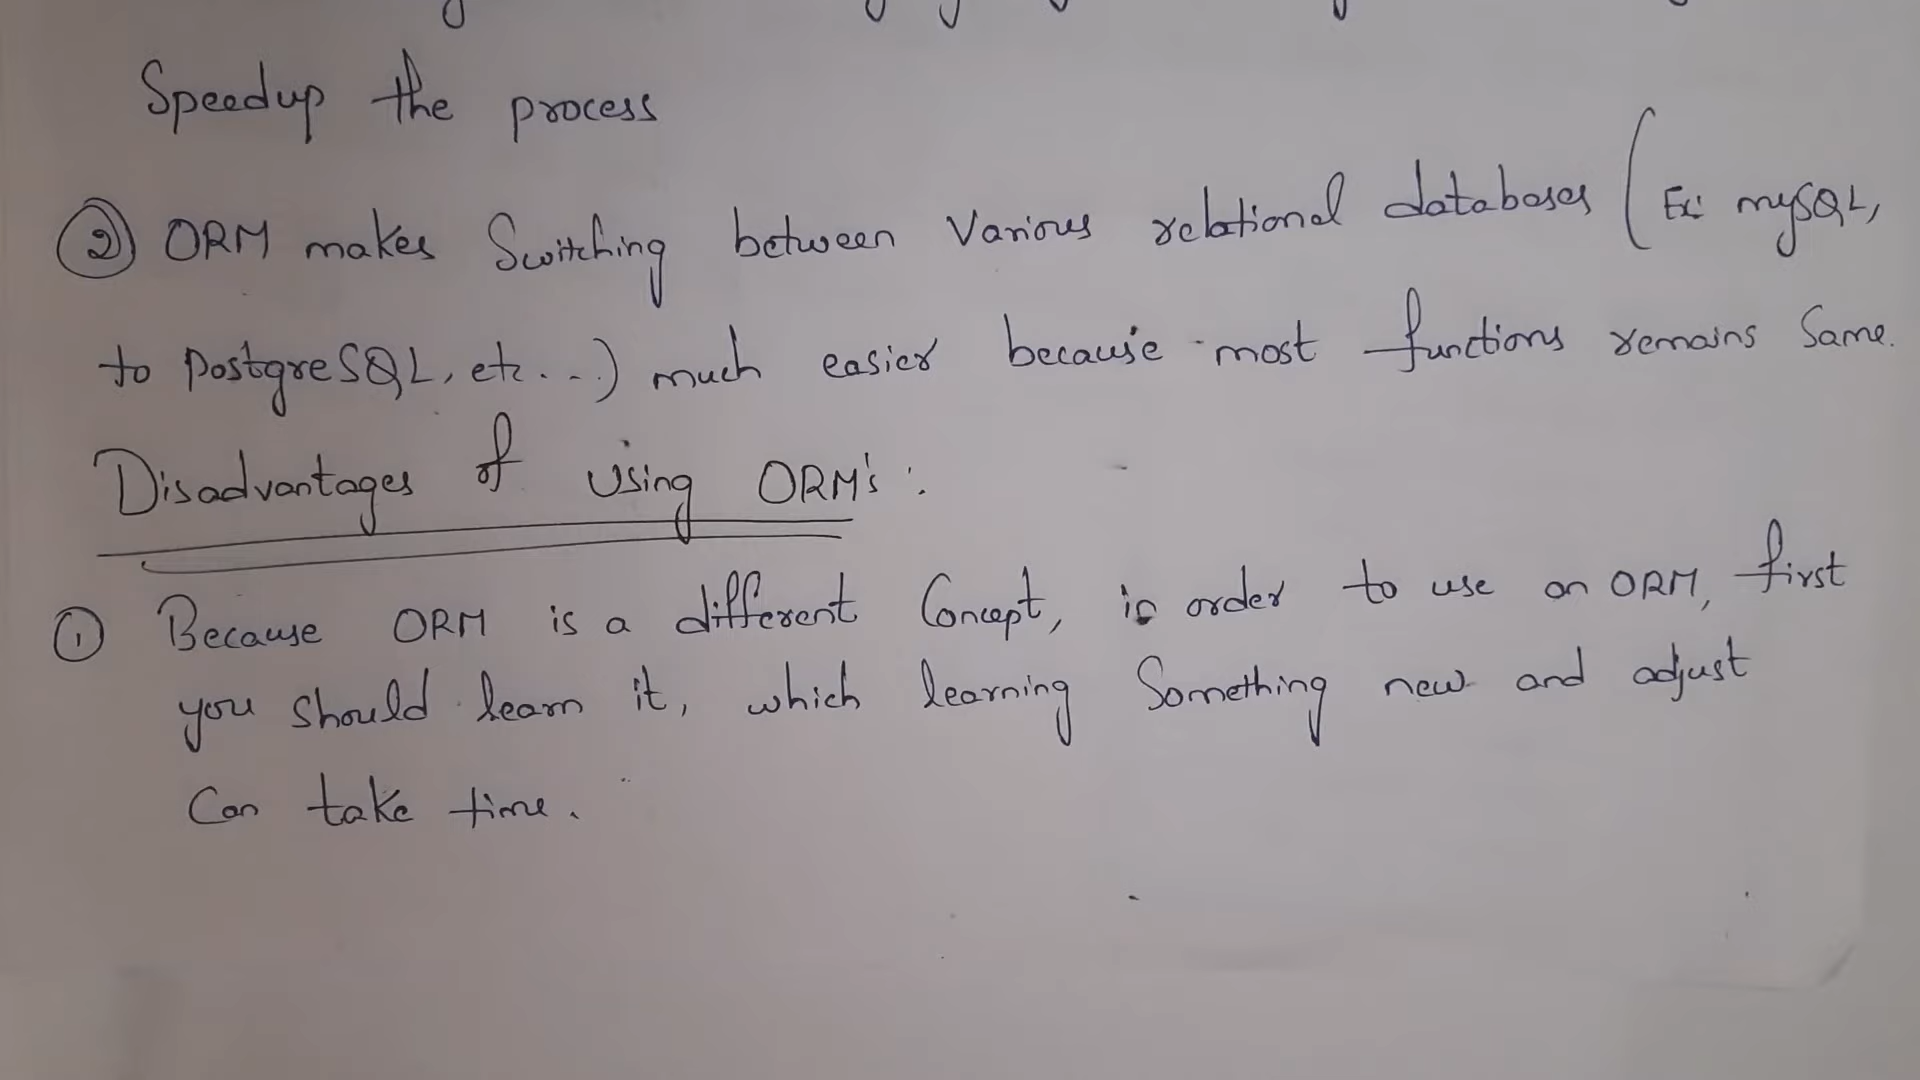 Speedup the process
② ORM makes Switching between Various relational databases (Ex: mySQL,
to PostgreSQL, etc...) much easier because most functions remains Same.
Disadvantages of using ORM's :
① Because ORM is a different Concept, in order to use an ORM, first
you should learn it, which learning Something new and adjust
Can take time.